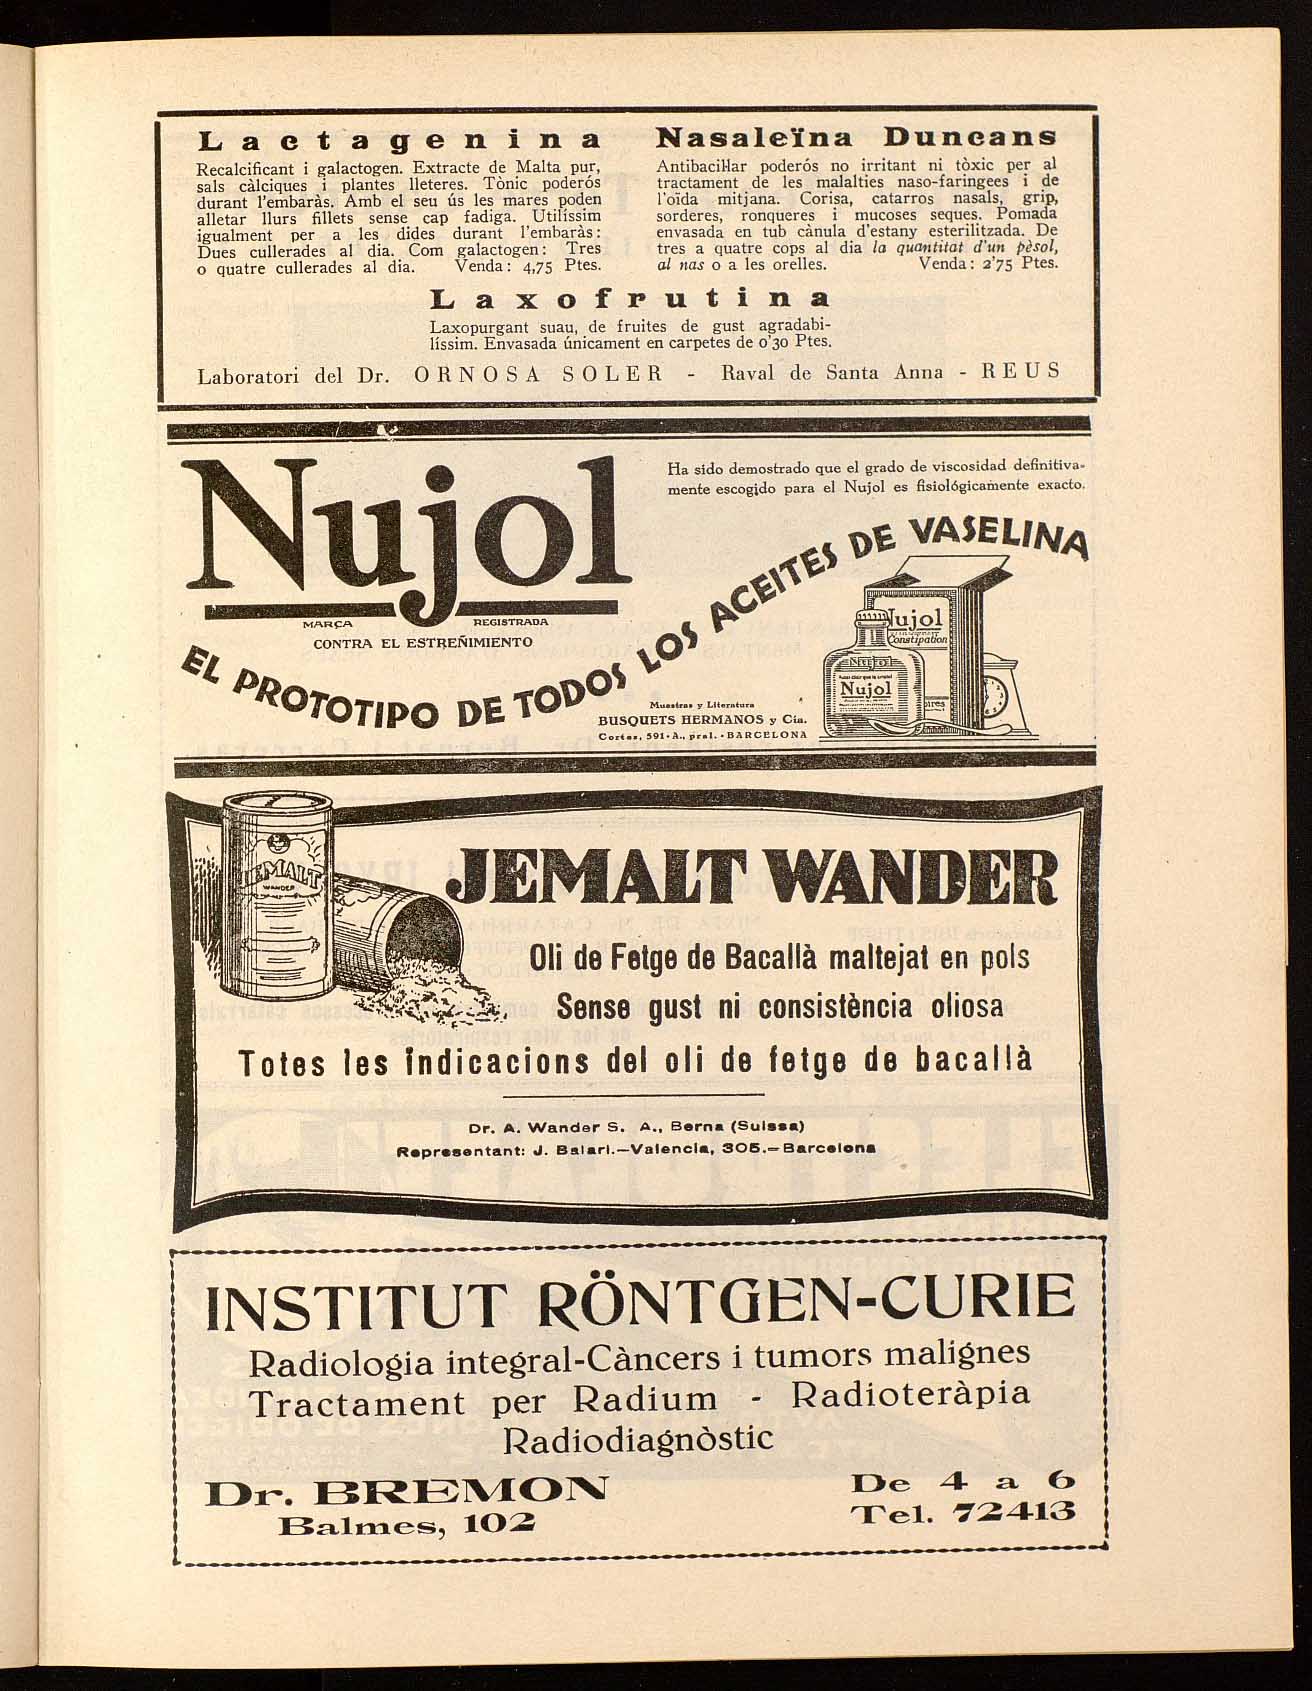 Lactagenina
Recalcificant i galactogen. Extracte de Malta pur,
sals càlciques i plantes lleteres. Tònic poderós
durant l'embaràs. Amb el seu ús les mares poden
alletar llurs fillets sense cap fadiga. Utilíssim
igualment per a les dides durant l'embaràs:
Dues cullerades al dia. Com galactogen: Tres
o quatre cullerades al dia. Venda: 4,75 Ptes.
Nasaleïna Duncans
Antibacil·lar poderós no irritant ni tòxic per al
tractament de les malalties naso-faringees i de
l'oïda mitjana. Corisa, catarros nasals, grip,
sorderes, ronqueres i mucoses seques. Pomada
envasada en tub cànula d'estany esterilitzada. De
tres a quatre cops al dia la quantitat d'un pèsol,
al nas o a les orelles. Venda: 2'75 Ptes.
Laxofrutina
Laxopurgant suau, de fruites de gust agradabi-
líssim. Envasada únicament en carpetes de 0'30 Ptes.
Laboratori del Dr. ORNOSA SOLER - Raval de Santa Anna - REUS
Nujol
MARCA REGISTRADA
CONTRA EL ESTREÑIMIENTO
Ha sido demostrado que el grado de viscosidad definitiva-
mente escogido para el Nujol es fisiológicamente exacto.
EL PROTOTIPO DE TODOS LOS ACEITES DE VASELINA
Nujol
Constipation
Nujol
Nujol
Muestras y Literatura
BUSQUETS HERMANOS y Cia.
Cortes, 591-A., pral. - BARCELONA
JEMALT
WANDER
JEMALT WANDER
Oli de Fetge de Bacallà maltejat en pols
Sense gust ni consistència oliosa
Totes les indicacions del oli de fetge de bacallà
Dr. A. Wander S. A., Berna (Suissa)
Representant: J. Balari.—Valencia, 305.—Barcelona
INSTITUT RÖNTGEN-CURIE
Radiologia integral-Càncers i tumors malignes
Tractament per Radium - Radioteràpia
Radiodiagnòstic
Dr. BREMON
Balmes, 102
De 4 a 6
Tel. 72413